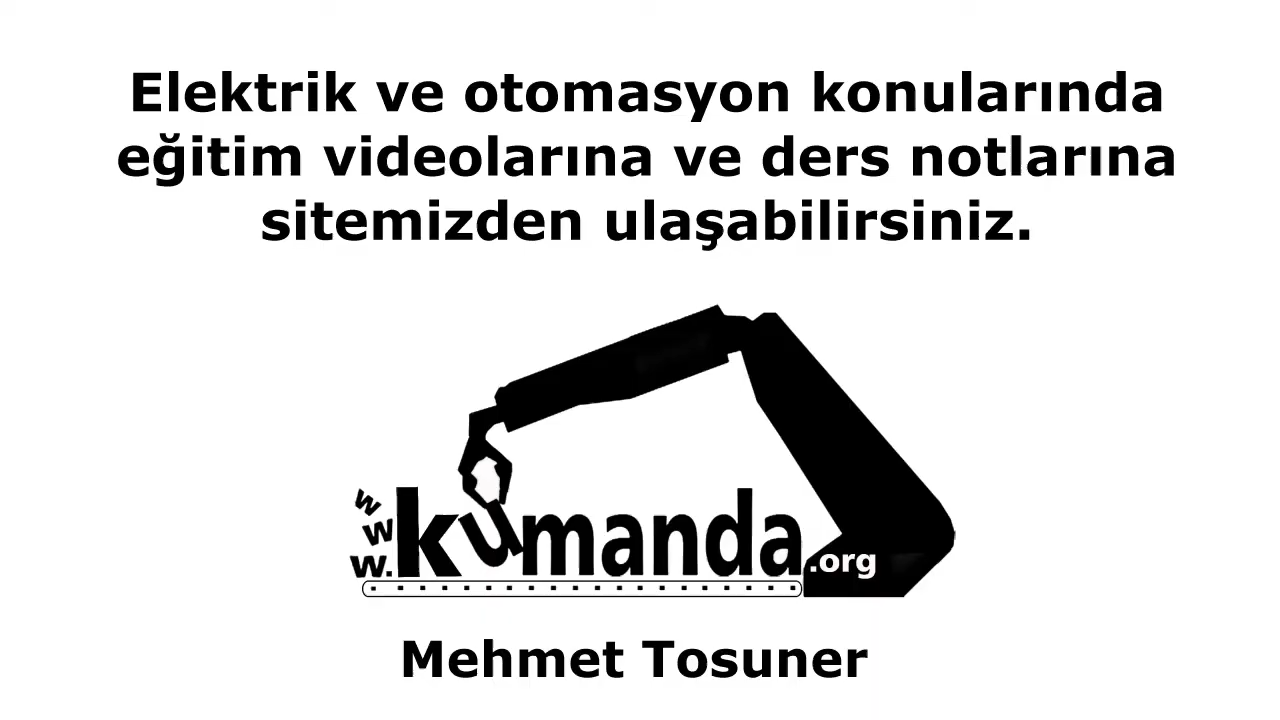 Elektrik ve otomasyon konularında
eğitim videolarına ve ders notlarına
sitemizden ulaşabilirsiniz.
www.kumanda.org
Mehmet Tosuner